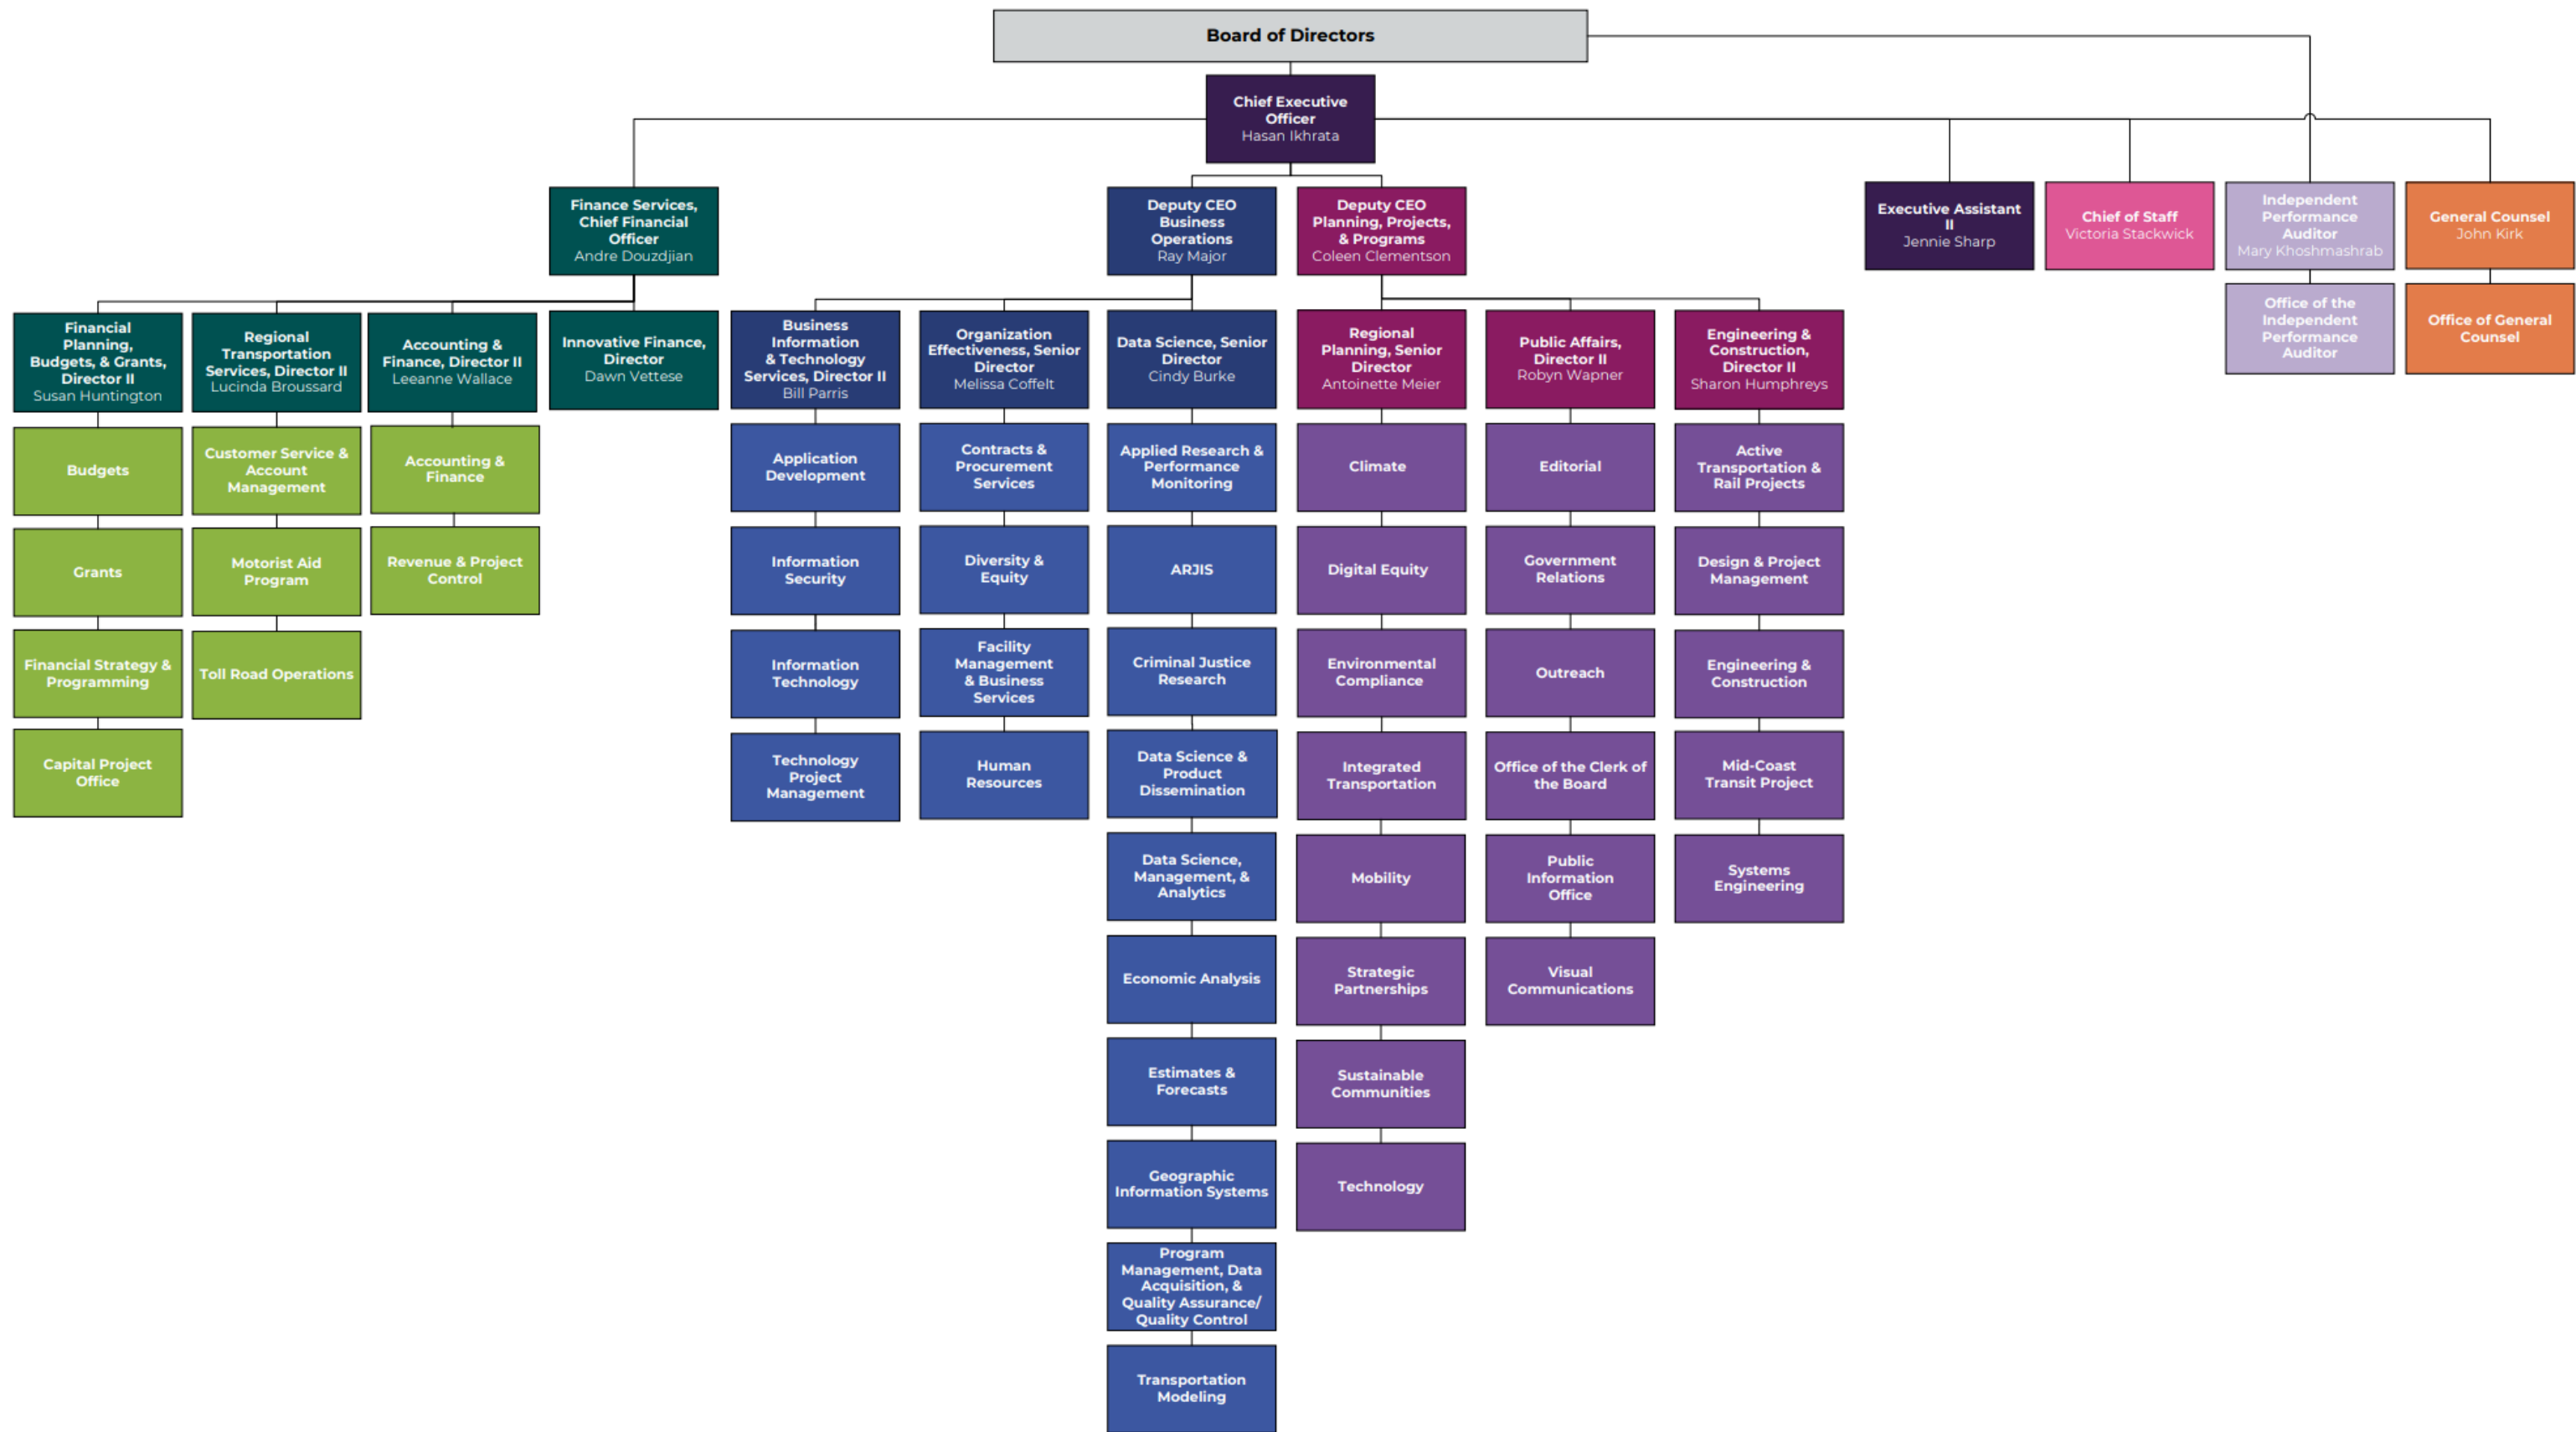 Board of Directors
Chief Executive
Officer
Hasan Ikhrata
Finance Services,
Chief Financial
Officer
Andre Douzdjian
Deputy CEO
Business
Operations
Ray Major
Deputy CEO
Planning, Projects,
& Programs
Coleen Clementson
Executive Assistant
II
Jennie Sharp
Chief of Staff
Victoria Stackwick
Independent
Performance
Auditor
Mary Khoshmashrab
General Counsel
John Kirk
Office of the
Independent
Performance
Auditor
Office of General
Counsel
Financial
Planning,
Budgets, & Grants,
Director II
Susan Huntington
Budgets
Grants
Financial Strategy &
Programming
Capital Project
Office
Regional
Transportation
Services, Director II
Lucinda Broussard
Customer Service &
Account
Management
Motorist Aid
Program
Toll Road Operations
Accounting &
Finance, Director II
Leeanne Wallace
Accounting &
Finance
Revenue & Project
Control
Innovative Finance,
Director
Dawn Vettese
Business
Information
& Technology
Services, Director II
Bill Parris
Application
Development
Information
Security
Information
Technology
Technology
Project
Management
Organization
Effectiveness, Senior
Director
Melissa Coffelt
Contracts &
Procurement
Services
Diversity &
Equity
Facility
Management
& Business
Services
Human
Resources
Data Science, Senior
Director
Cindy Burke
Applied Research &
Performance
Monitoring
ARJIS
Criminal Justice
Research
Data Science &
Product
Dissemination
Data Science,
Management, &
Analytics
Economic Analysis
Estimates &
Forecasts
Geographic
Information Systems
Program
Management, Data
Acquisition, &
Quality Assurance/
Quality Control
Transportation
Modeling
Regional
Planning, Senior
Director
Antoinette Meier
Climate
Digital Equity
Environmental
Compliance
Integrated
Transportation
Mobility
Strategic
Partnerships
Sustainable
Communities
Technology
Public Affairs,
Director II
Robyn Wapner
Editorial
Government
Relations
Outreach
Office of the Clerk of
the Board
Public
Information
Office
Visual
Communications
Engineering &
Construction,
Director II
Sharon Humphreys
Active
Transportation &
Rail Projects
Design & Project
Management
Engineering &
Construction
Mid-Coast
Transit Project
Systems
Engineering